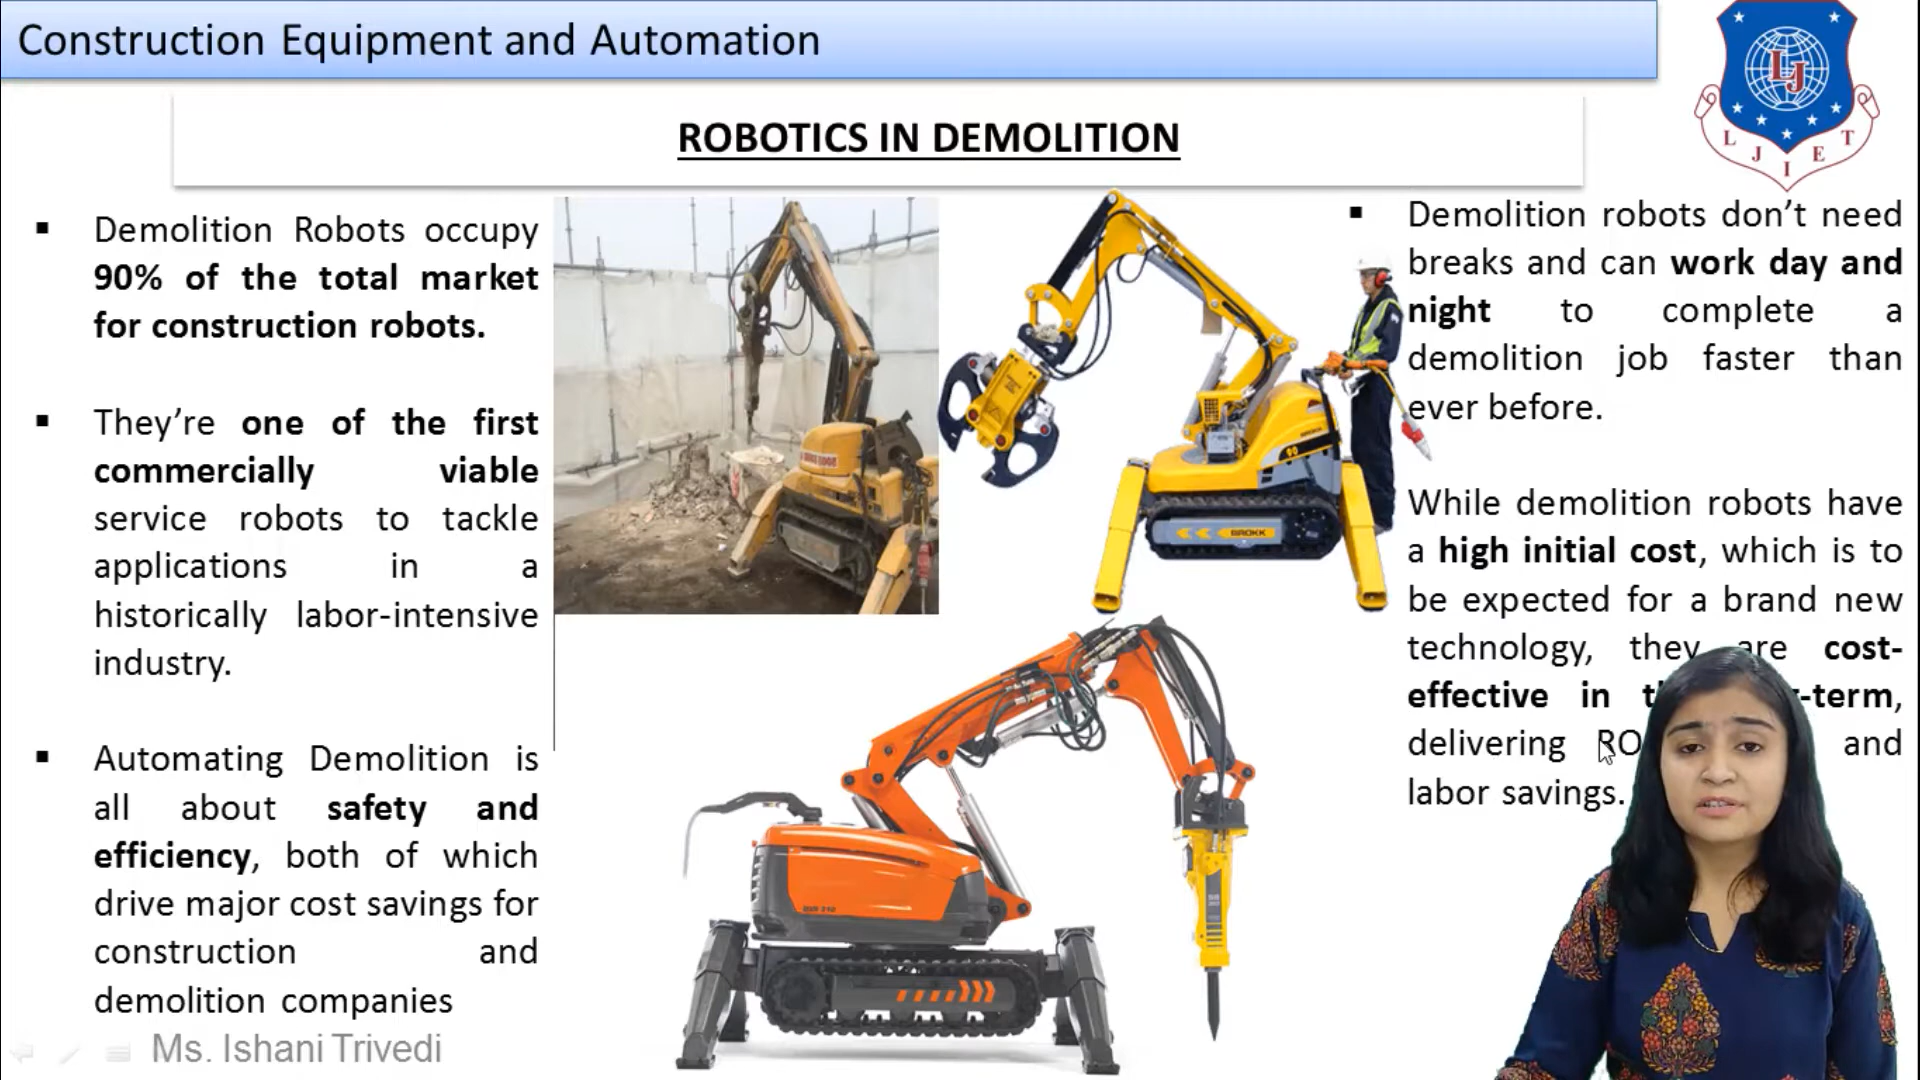 Construction Equipment and Automation
L J I E T
ROBOTICS IN DEMOLITION
▪ Demolition Robots occupy
90% of the total market
for construction robots.
▪ They’re one of the first
commercially viable
service robots to tackle
applications in a
historically labor-intensive
industry.
▪ Automating Demolition is
all about safety and
efficiency, both of which
drive major cost savings for
construction and
demolition companies
Ms. Ishani Trivedi
90
BROKK
▪ Demolition robots don’t need
breaks and can work day and
night to complete a
demolition job faster than
ever before.
While demolition robots have
a high initial cost, which is to
be expected for a brand new
technology, they are cost-
effective in -term,
delivering and
labor savings.